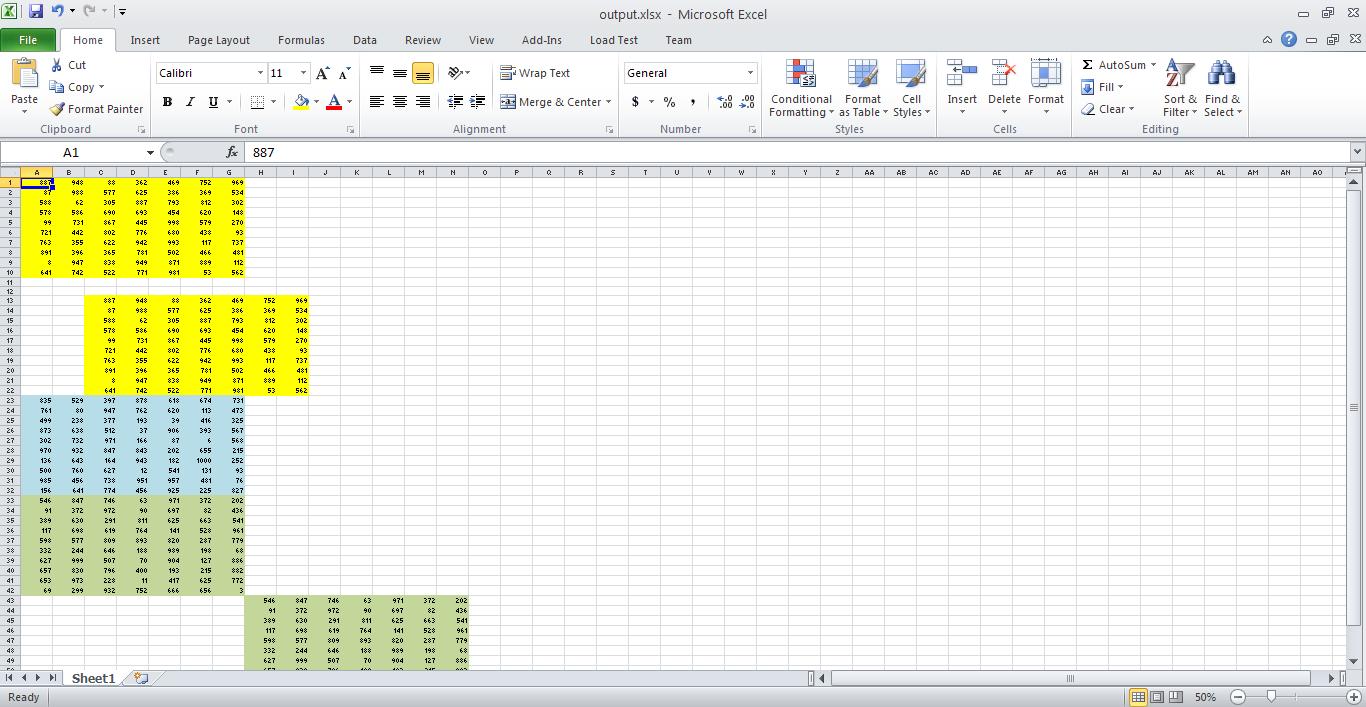 output.xlsx - Microsoft Excel
File Home Insert Page Layout Formulas Data Review View Add-Ins Load Test Team
Paste Cut Copy Format Painter Clipboard
Calibri 11 A A B I U A Font
Wrap Text Merge & Center Alignment
General $ % , Number
Conditional Formatting Format as Table Cell Styles Styles
Insert Delete Format Cells
Σ AutoSum Fill Clear Sort & Filter Find & Select Editing
A1 fx 887
A B C D E F G H I J K L M N O P Q R S T U V W X Y Z AA AB AC AD AE AF AG AH AI AJ AK AL AM AN AO
1 887 948 88 362 469 752 969
2 87 988 577 625 386 369 534
3 588 62 305 887 793 812 302
4 578 586 690 693 454 620 148
5 99 731 867 445 998 579 270
6 721 442 802 776 680 438 93
7 763 355 622 942 993 117 737
8 891 396 365 781 502 466 481
9 8 947 838 949 871 889 112
10 641 742 522 771 981 53 562
11
12
13 887 948 88 362 469 752 969
14 87 988 577 625 386 369 534
15 588 62 305 887 793 812 302
16 578 586 690 693 454 620 148
17 99 731 867 445 998 579 270
18 721 442 802 776 680 438 93
19 763 355 622 942 993 117 737
20 891 396 365 781 502 466 481
21 8 947 838 949 871 889 112
22 641 742 522 771 981 53 562
23 835 529 397 878 618 674 731
24 761 80 947 762 620 113 473
25 499 238 377 193 39 416 325
26 873 638 512 37 906 393 567
27 302 732 971 166 87 6 568
28 970 932 847 843 202 655 215
29 136 643 164 943 182 1000 252
30 500 760 627 12 541 131 93
31 985 456 738 951 957 481 76
32 156 641 774 456 925 225 827
33 546 847 746 63 971 372 202
34 91 372 972 90 697 82 436
35 389 630 291 811 625 663 541
36 117 698 619 764 141 528 961
37 598 577 809 893 820 287 779
38 332 244 646 188 989 198 68
39 627 999 507 70 904 127 886
40 657 830 796 400 193 215 882
41 653 973 228 11 417 625 772
42 69 299 932 752 666 656 3
43 546 847 746 63 971 372 202
44 91 372 972 90 697 82 436
45 389 630 291 811 625 663 541
46 117 698 619 764 141 528 961
47 598 577 809 893 820 287 779
48 332 244 646 188 989 198 68
49 627 999 507 70 904 127 886
Sheet1
Ready 50%